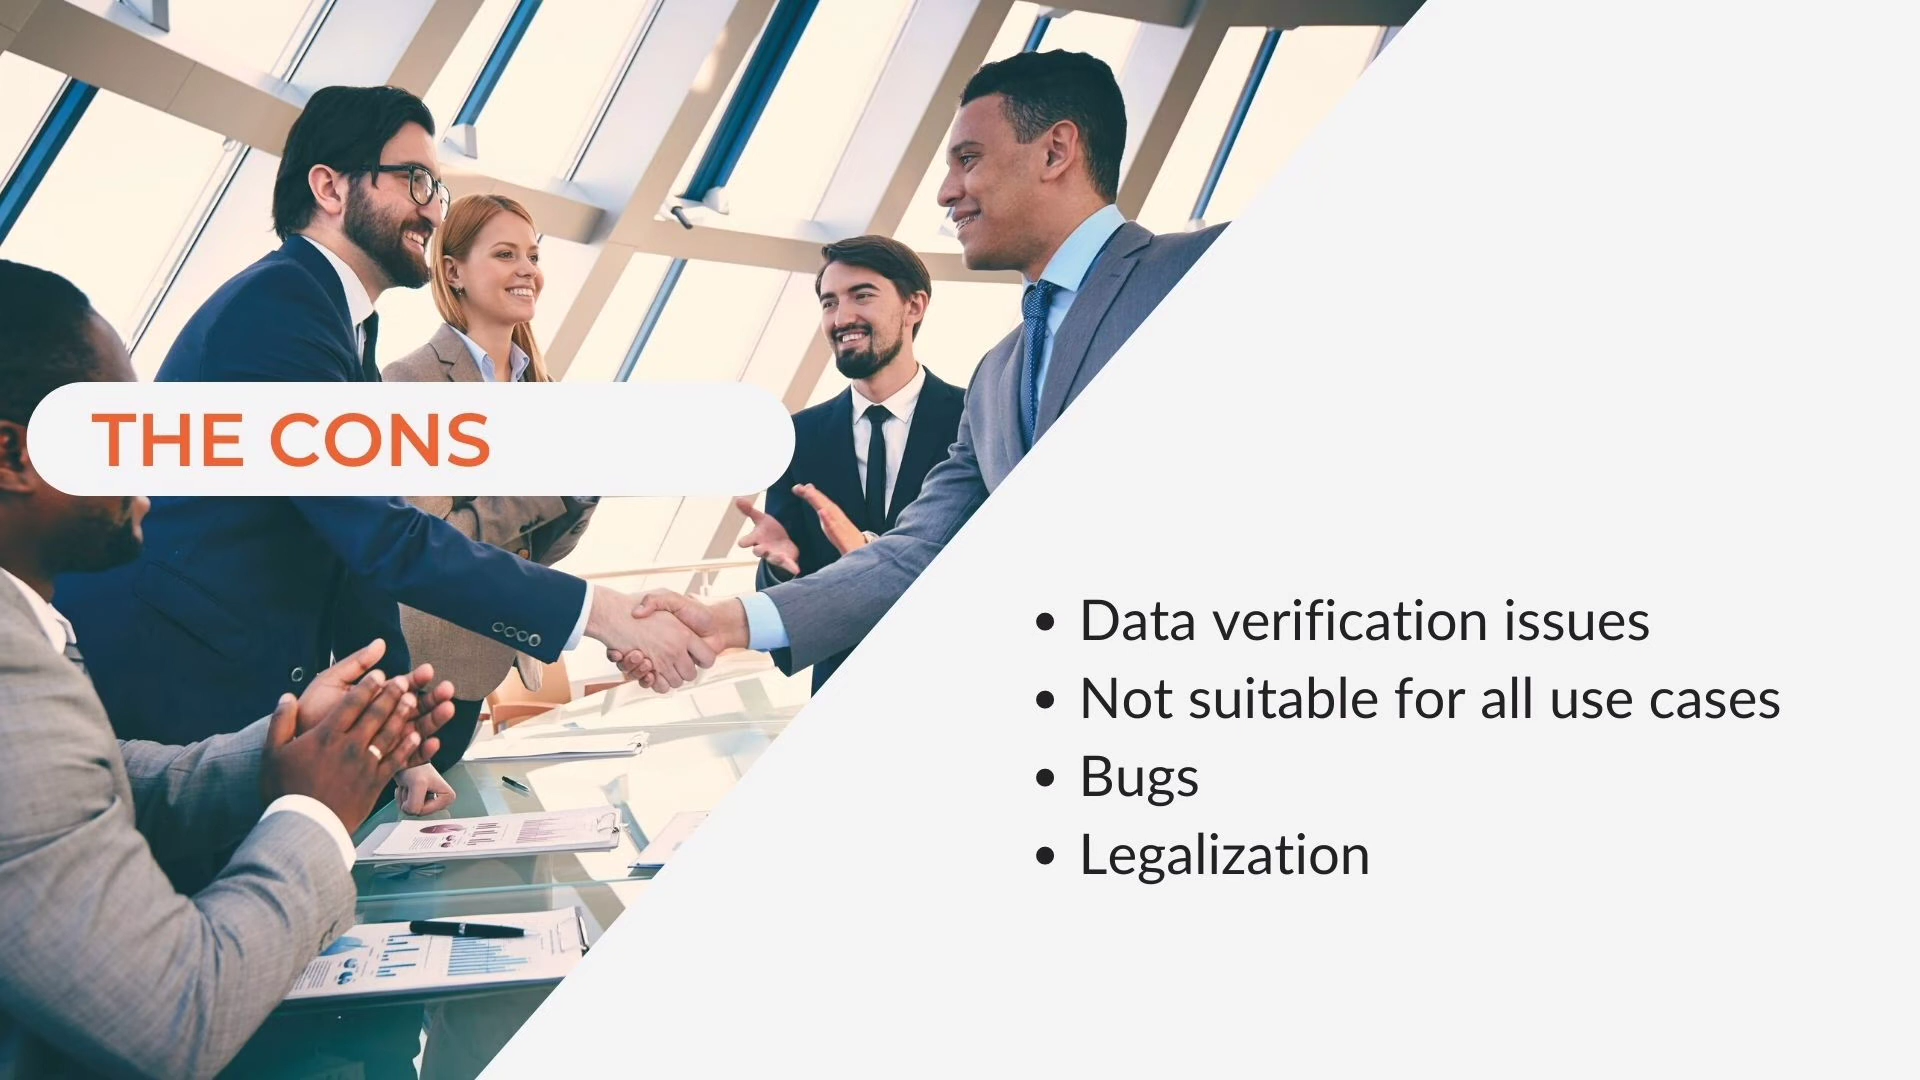 THE CONS
• Data verification issues
• Not suitable for all use cases
• Bugs
• Legalization